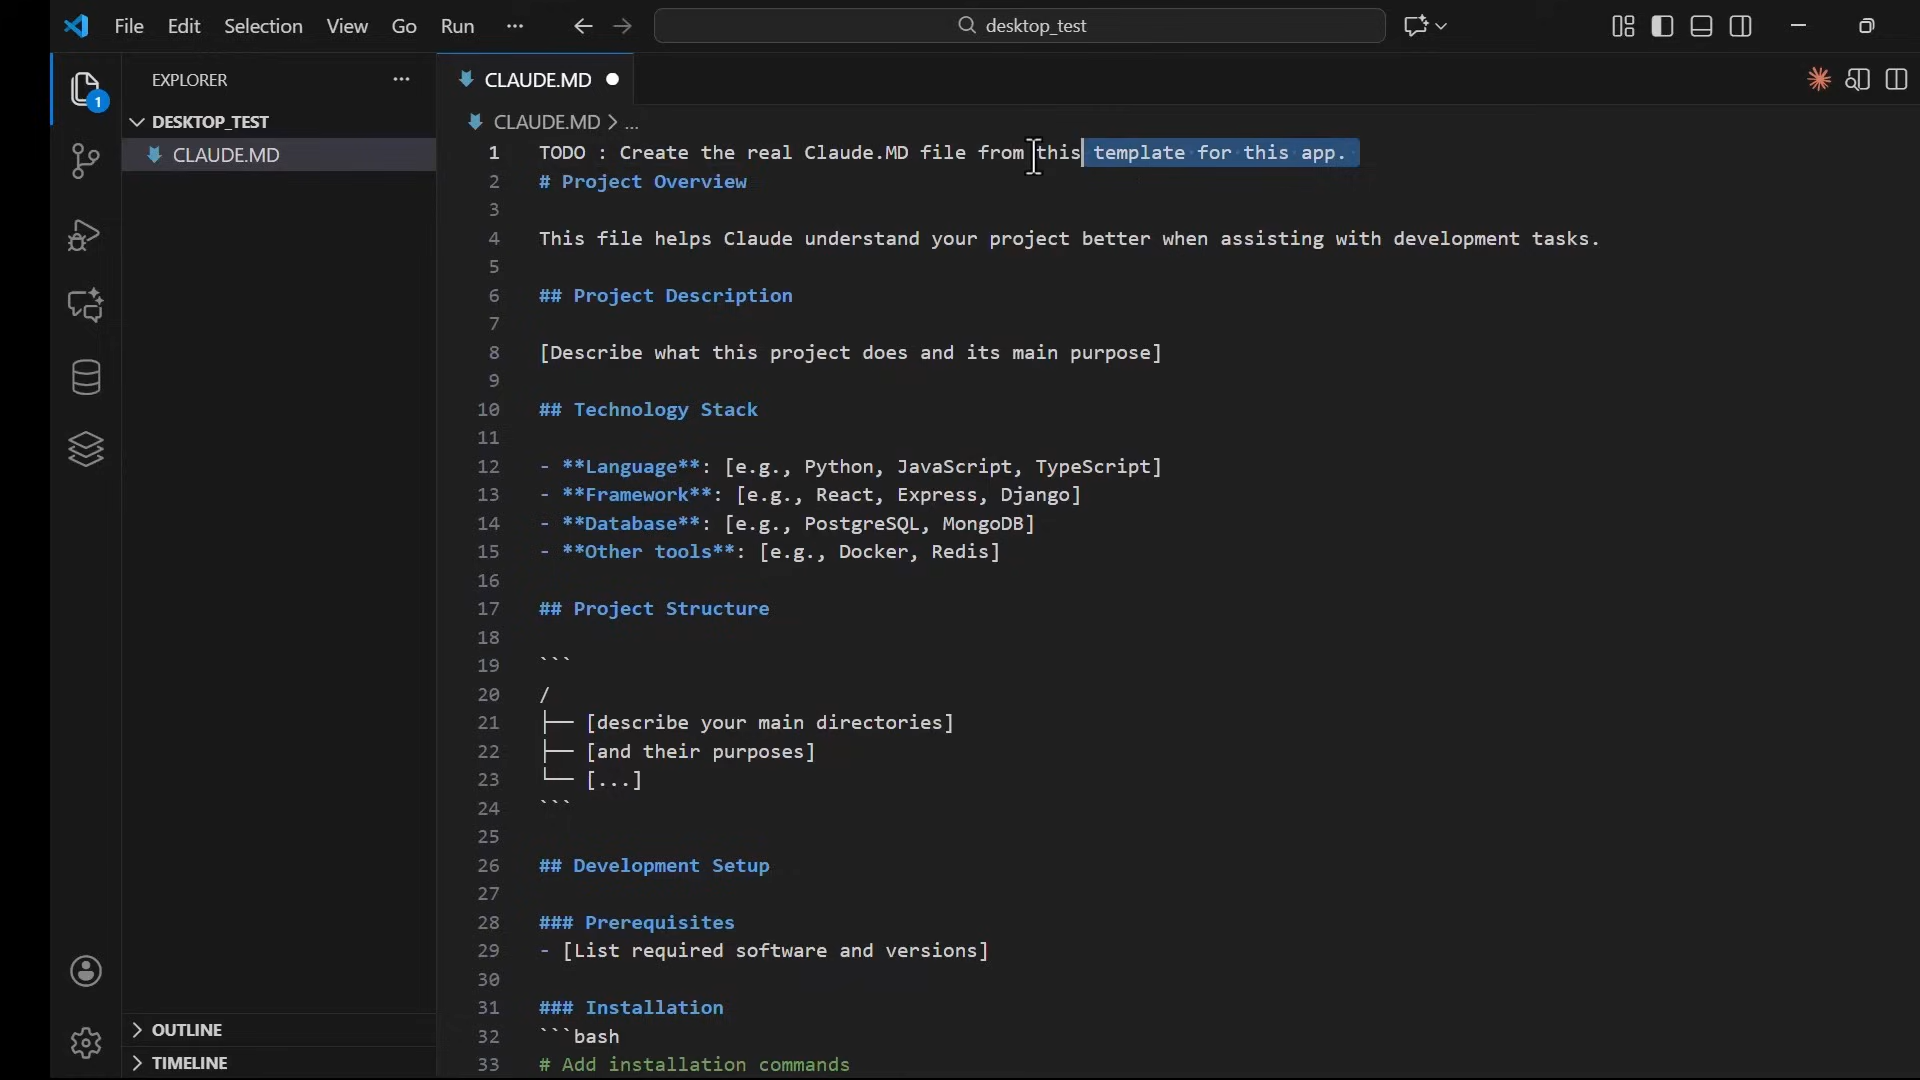 File Edit Selection View Go Run ...
desktop_test
EXPLORER ...
1
DESKTOP_TEST
CLAUDE.MD
OUTLINE
TIMELINE
CLAUDE.MD
CLAUDE.MD > ...
1 TODO : Create the real Claude.MD file from this template for this app.
2 # Project Overview
3
4 This file helps Claude understand your project better when assisting with development tasks.
5
6 ## Project Description
7
8 [Describe what this project does and its main purpose]
9
10 ## Technology Stack
11
12 - **Language**: [e.g., Python, JavaScript, TypeScript]
13 - **Framework**: [e.g., React, Express, Django]
14 - **Database**: [e.g., PostgreSQL, MongoDB]
15 - **Other tools**: [e.g., Docker, Redis]
16
17 ## Project Structure
18
19 ```
20 /
21 ├── [describe your main directories]
22 ├── [and their purposes]
23 └── [...]
24 ```
25
26 ## Development Setup
27
28 ### Prerequisites
29 - [List required software and versions]
30
31 ### Installation
32 ```bash
33 # Add installation commands